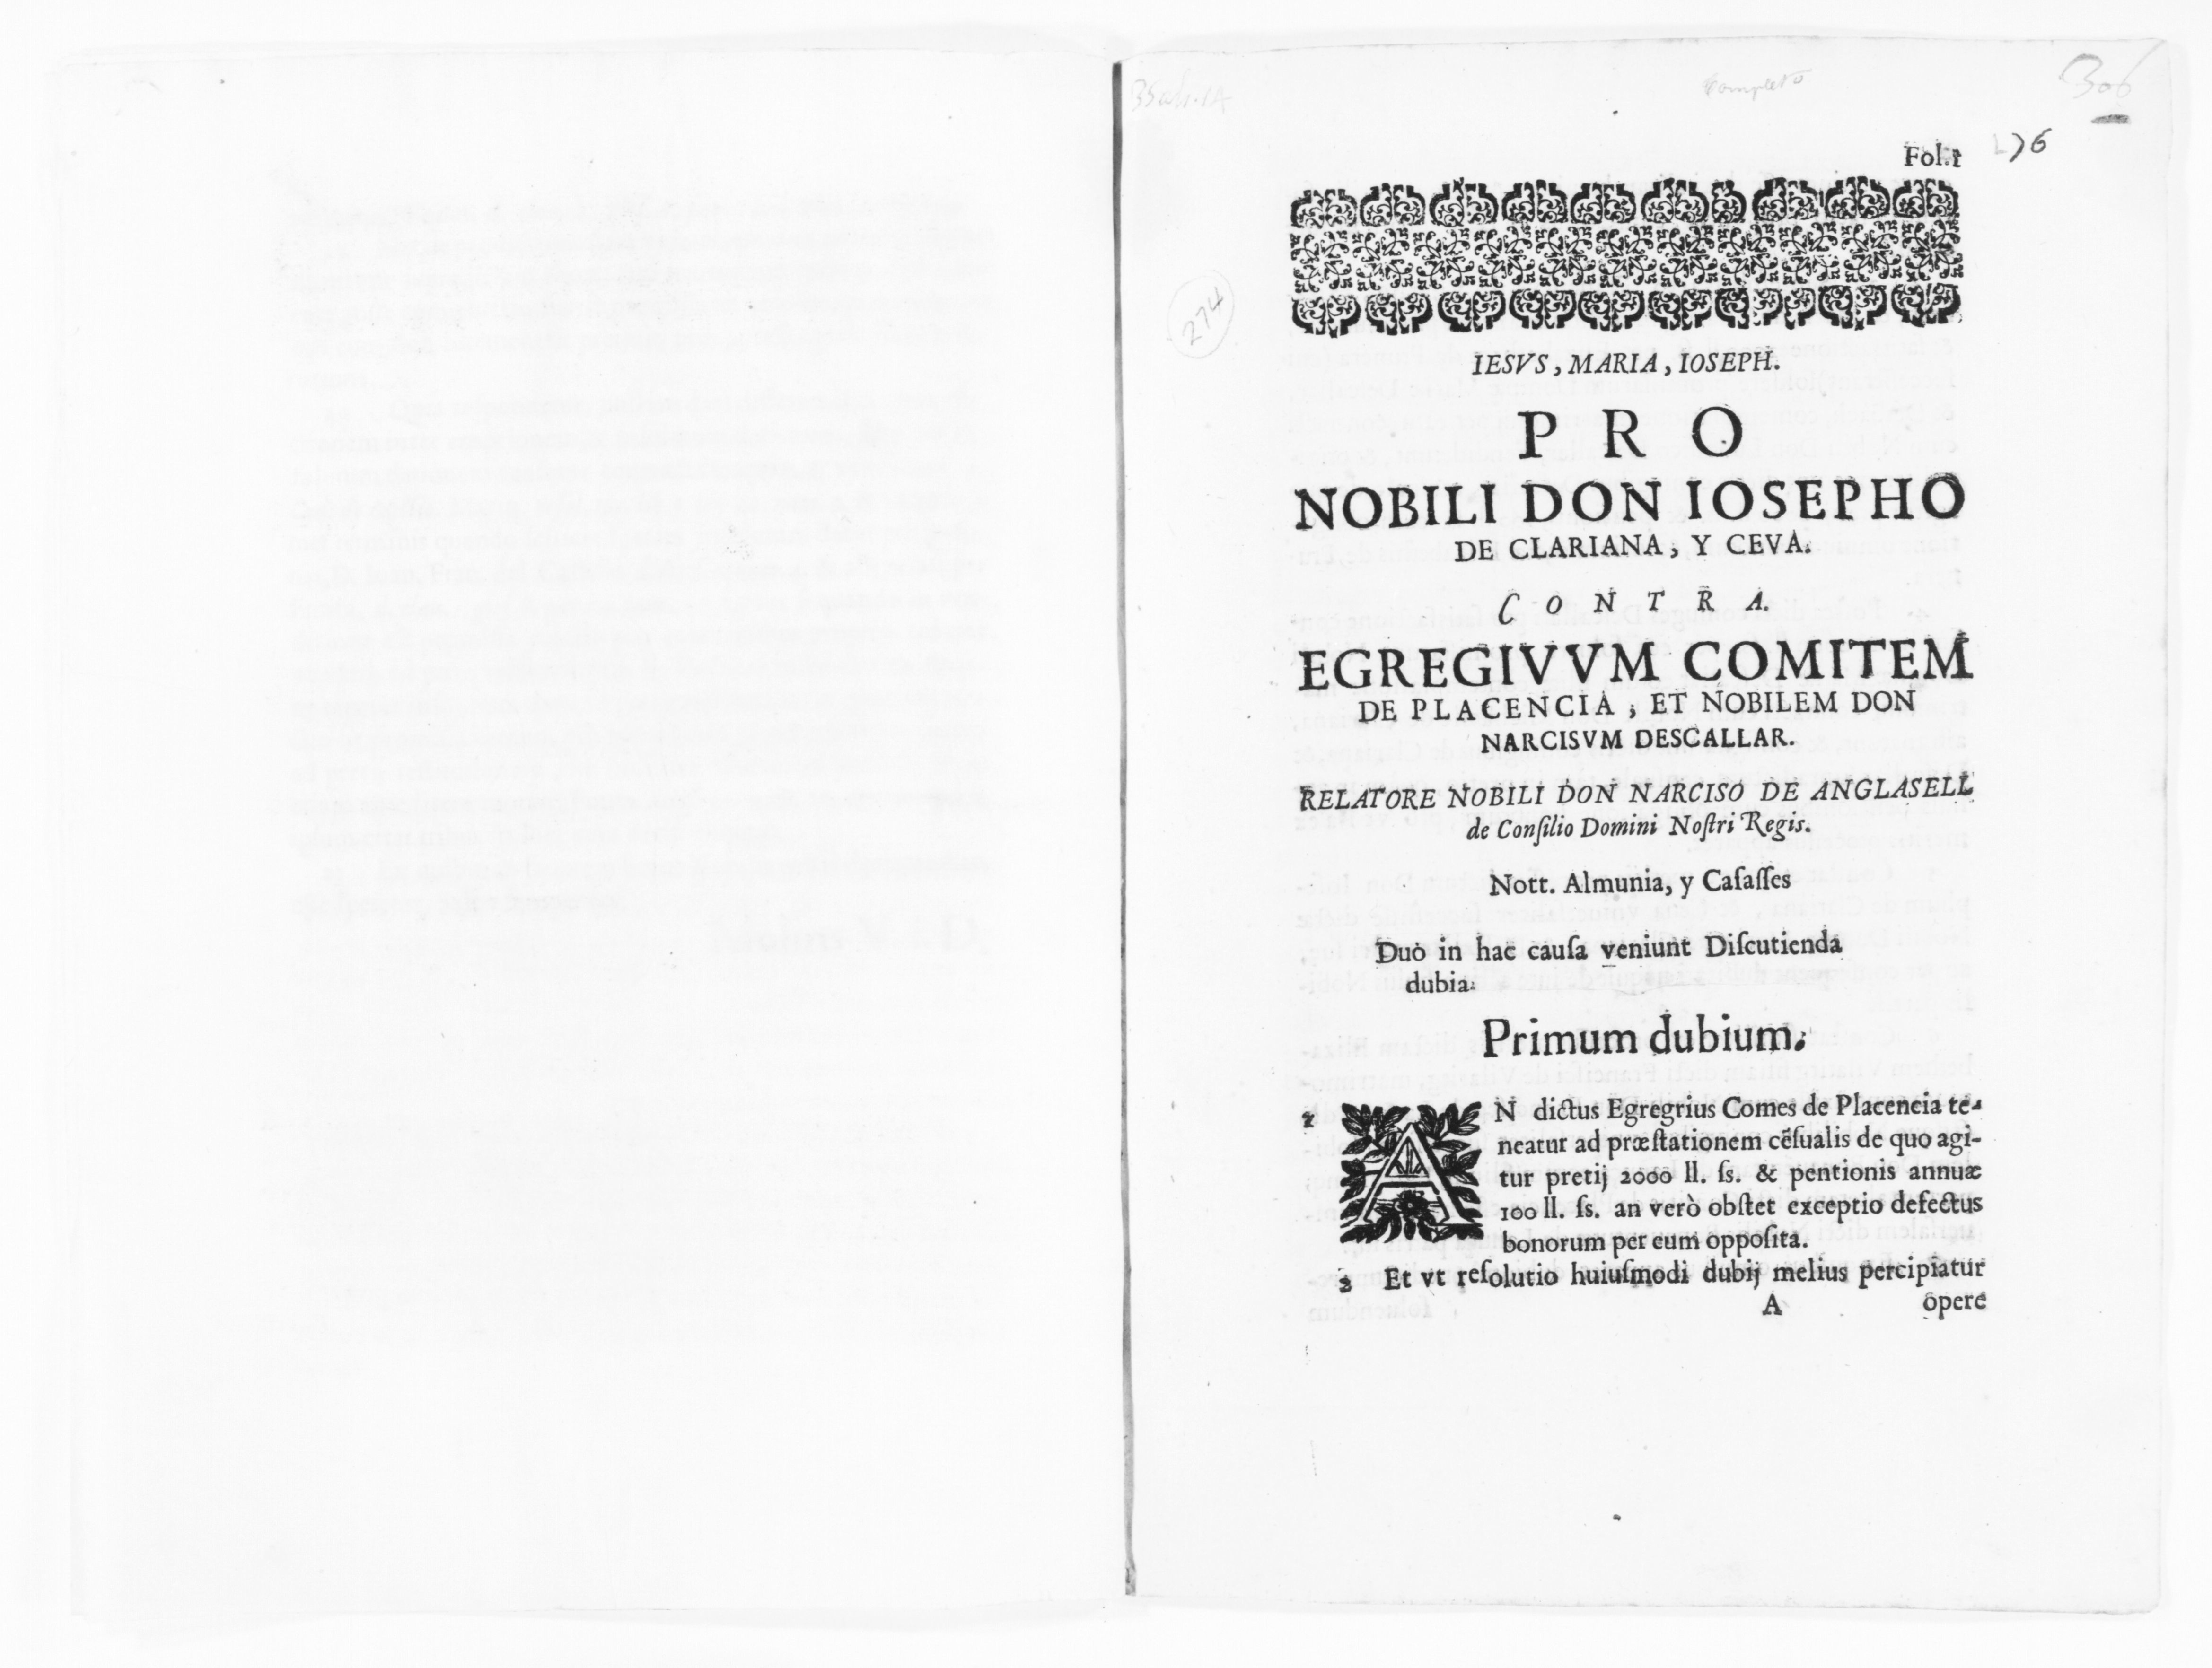 Completo
306
Fol.1
276
274
IESVS, MARIA, IOSEPH.
PRO
NOBILI DON IOSEPHO
DE CLARIANA, Y CEVA.
CONTRA.
EGREGIVVM COMITEM
DE PLACENCIA, ET NOBILEM DON
NARCISVM DESCALLAR.
RELATORE NOBILI DON NARCISO DE ANGLASELL
de Conſilio Domini Noſtri Regis.
Nott. Almunia, y Caſaſſes
Duò in hac cauſa veniunt Diſcutienda
dubia:
Primum dubium.
1 AN dictus Egregrius Comes de Placencia te-
neatur ad præſtationem cẽſualis de quo agi-
tur pretij 2000 ll. ſs. & pentionis annuæ
100 ll. ſs. an verò obſtet exceptio defectus
bonorum per eum oppoſita.
2 Et vt reſolutio huiuſmodi dubij melius percipiatur
A opere